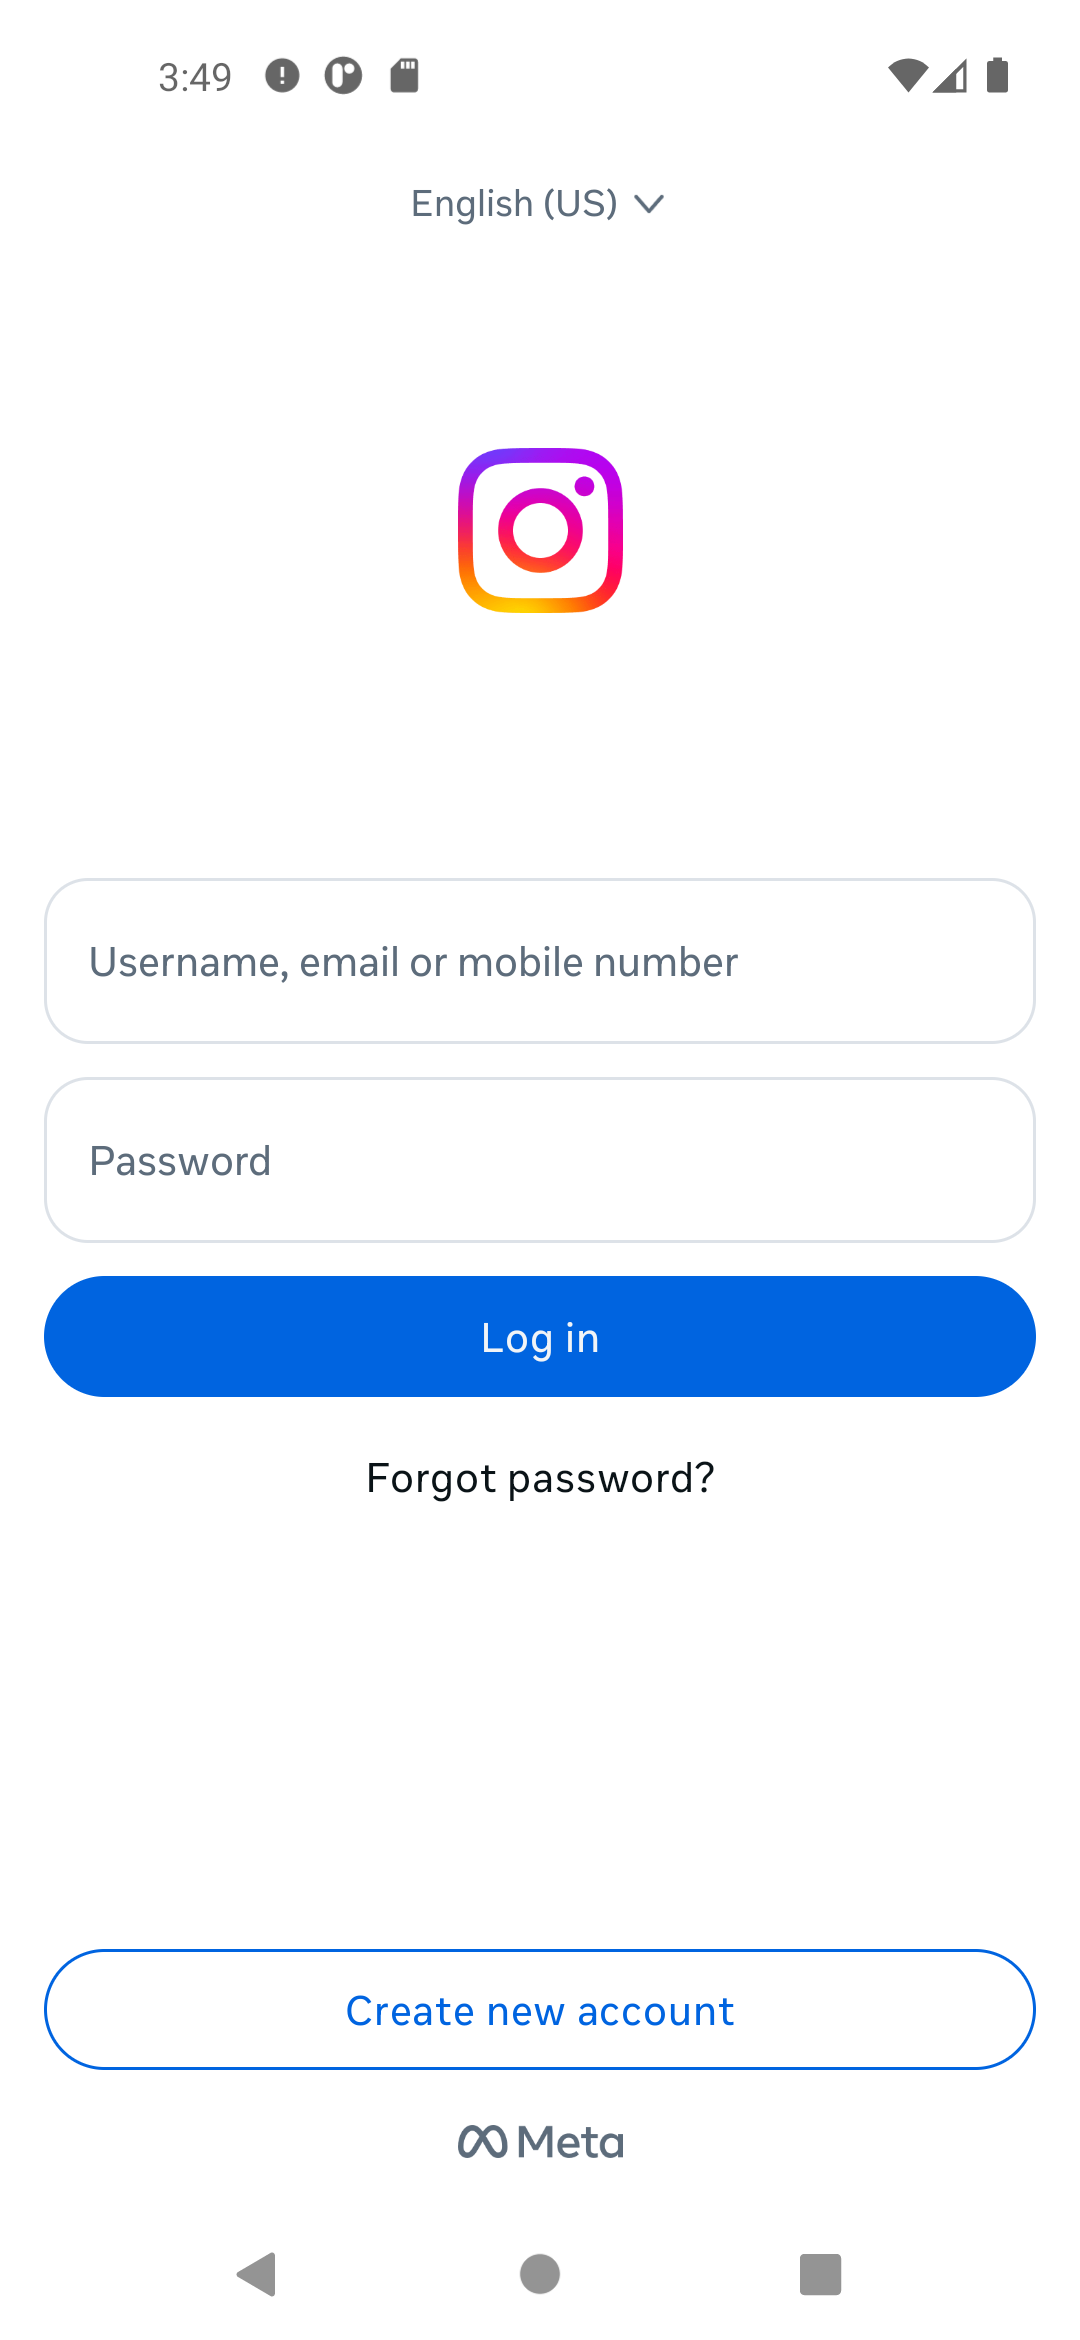 3:49
English (US)
Username, email or mobile number
Password
Log in
Forgot password?
Create new account
Meta